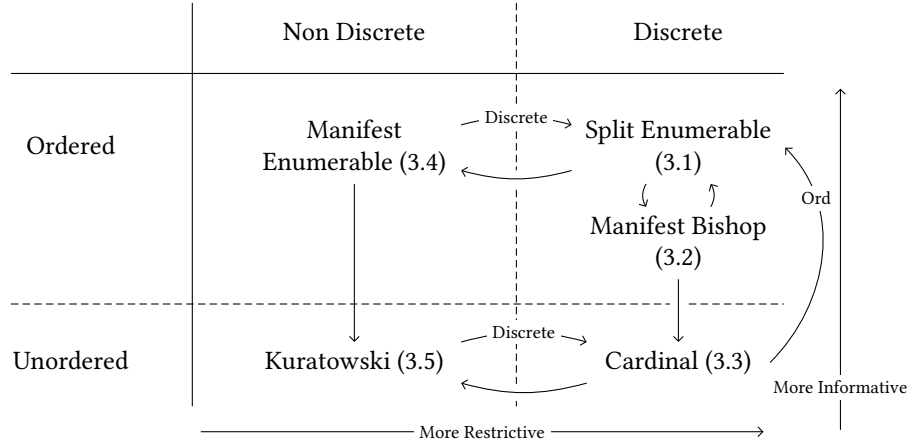 Non Discrete
Discrete
Ordered
Manifest
Enumerable (3.4)
Discrete
Split Enumerable
(3.1)
Ord
Manifest Bishop
(3.2)
Unordered
Kuratowski (3.5)
Discrete
Cardinal (3.3)
More Informative
More Restrictive